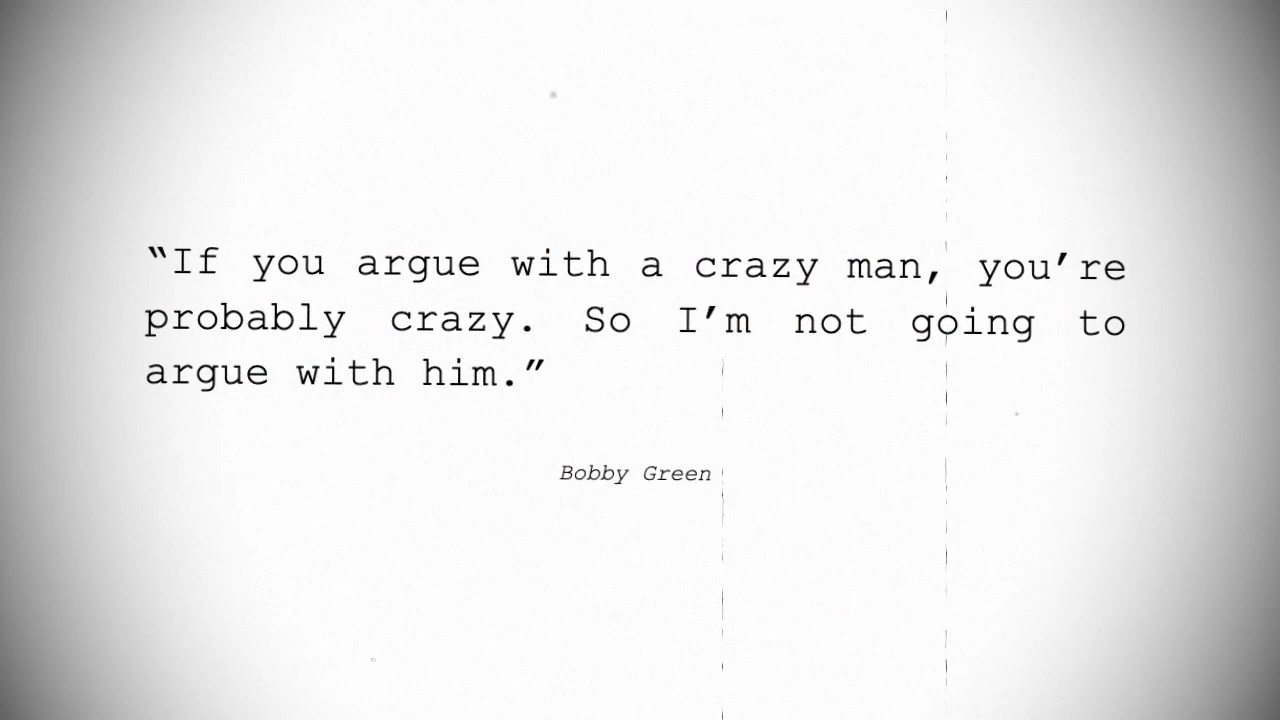 “If you argue with a crazy man, you’re
probably crazy. So I’m not going to
argue with him.”
Bobby Green